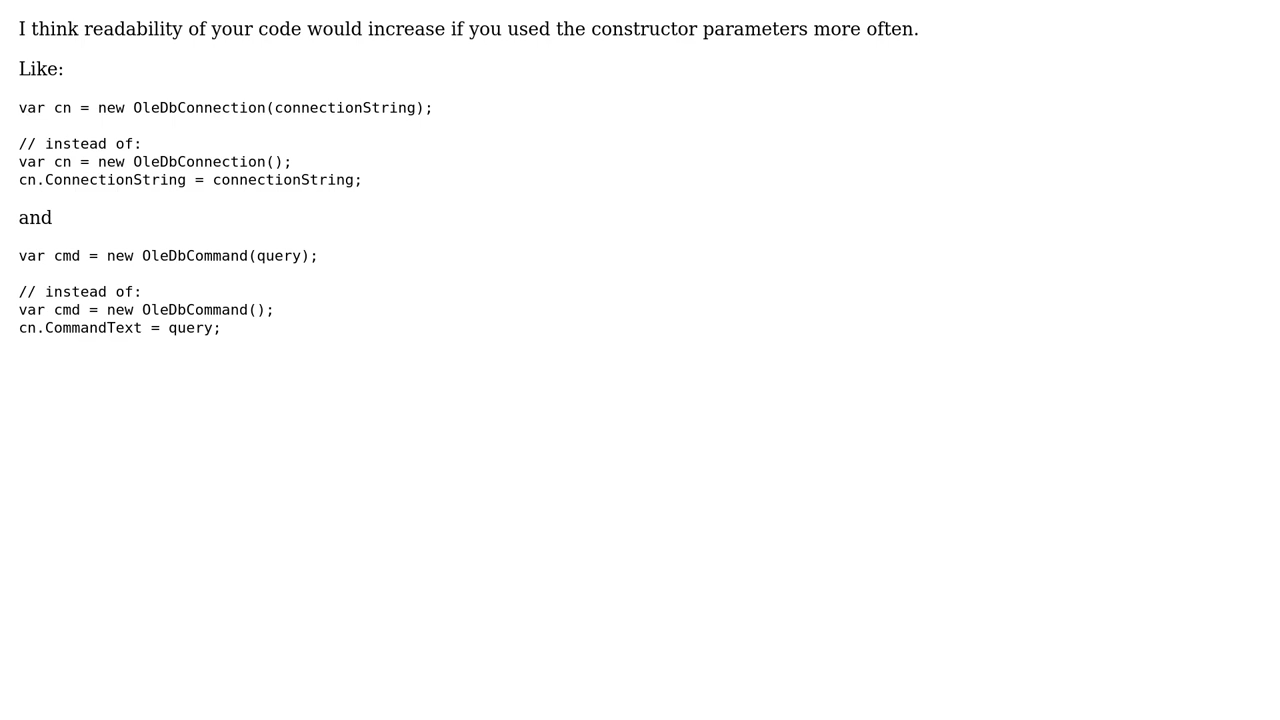 I think readability of your code would increase if you used the constructor parameters more often.
Like:
var cn = new OleDbConnection(connectionString);
// instead of:
var cn = new OleDbConnection();
cn.ConnectionString = connectionString;
and
var cmd = new OleDbCommand(query);
// instead of:
var cmd = new OleDbCommand();
cn.CommandText = query;